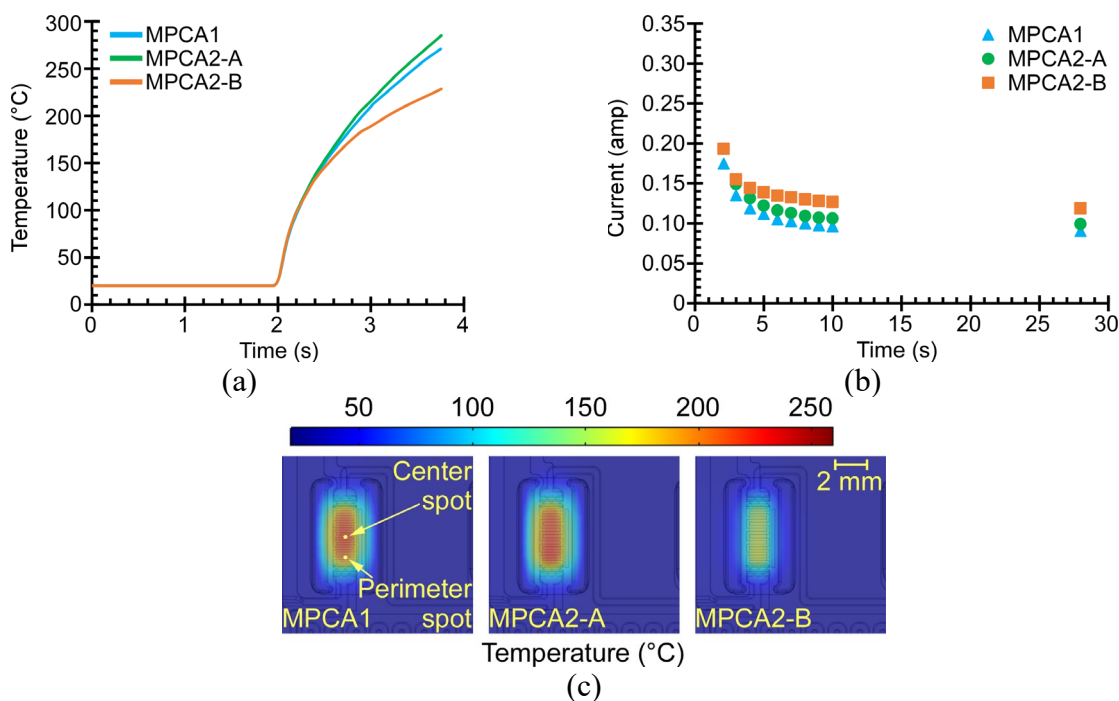 (a)
300
250
200
150
100
50
0
Temperature (°C)
MPCA1
MPCA2-A
MPCA2-B
0 1 2 3 4
Time (s)
(a)
0.35
0.30
0.25
0.20
0.15
0.10
0.05
0
Current (amp)
MPCA1
MPCA2-A
MPCA2-B
0 5 10 15 20 25 30
Time (s)
(b)
50 100 150 200 250
Center
spot
Perimeter
spot
MPCA1
MPCA2-A
2 mm
MPCA2-B
Temperature (°C)
(c)